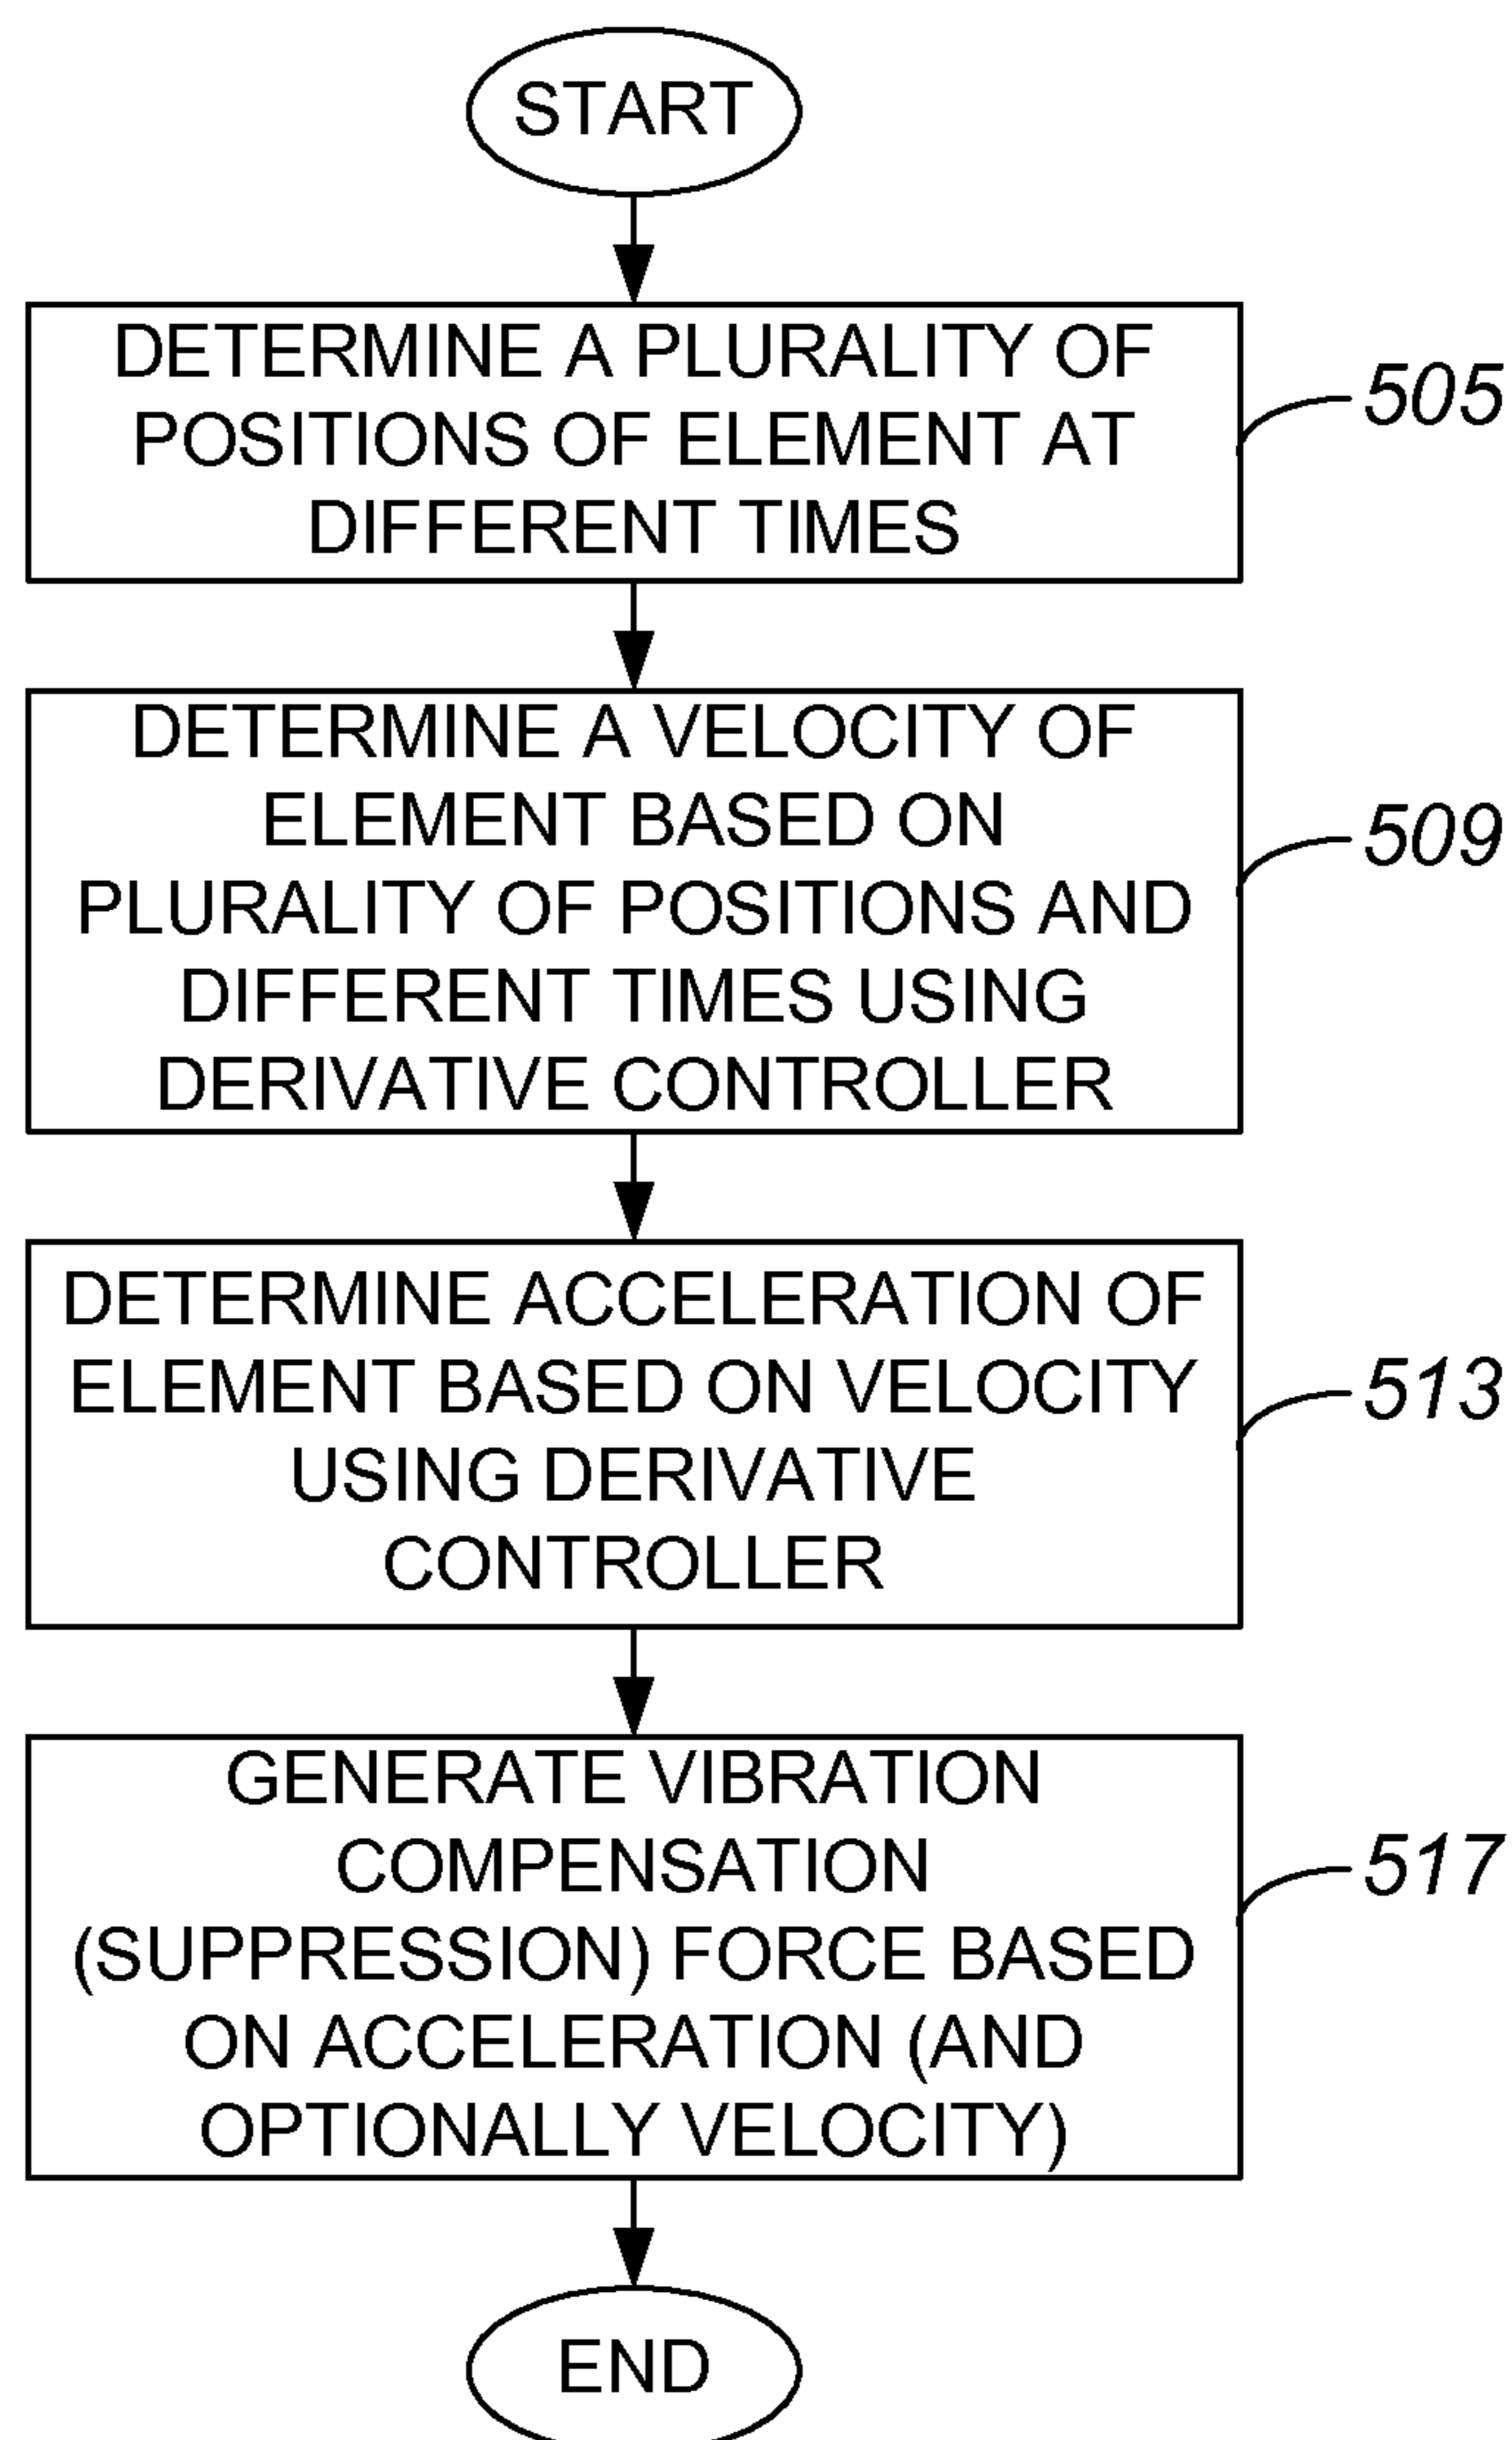 START
DETERMINE A PLURALITY OF
POSITIONS OF ELEMENT AT
DIFFERENT TIMES
505
DETERMINE A VELOCITY OF
ELEMENT BASED ON
PLURALITY OF POSITIONS AND
DIFFERENT TIMES USING
DERIVATIVE CONTROLLER
509
DETERMINE ACCELERATION OF
ELEMENT BASED ON VELOCITY
USING DERIVATIVE
CONTROLLER
513
GENERATE VIBRATION
COMPENSATION
(SUPPRESSION) FORCE BASED
ON ACCELERATION (AND
OPTIONALLY VELOCITY)
517
END